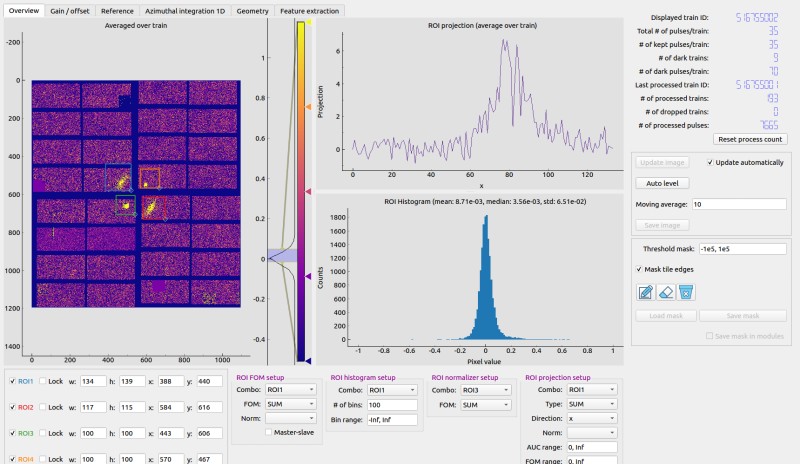 Overview Gain / offset Reference Azimuthal integration 1D Geometry Feature extraction
Averaged over train
-200
0
200
400
600
800
1000
1200
1400
0 200 400 600 800 1000
1
0.8
0.6
0.4
0.2
0
-0.2
-0.4
ROI projection (average over train)
Projection
6
4
2
0
0 20 40 60 80 100 120
x
ROI Histogram (mean: 8.71e-03, median: 3.56e-03, std: 6.51e-02)
Counts
1800
1600
1400
1200
1000
800
600
400
200
0
-1 -0.8 -0.6 -0.4 -0.2 0 0.2 0.4 0.6 0.8 1
Pixel value
Displayed train ID: 516755002
Total # of pulses/train: 35
# of kept pulses/train: 35
# of dark trains: 9
# of dark pulses/train: 70
Last processed train ID: 516755001
# of processed trains: 193
# of dropped trains: 0
# of processed pulses: 7665
Reset process count
Update image Update automatically
Auto level
Moving average: 10
Save image
Threshold mask: -1e5, 1e5
Mask tile edges
Load mask Save mask
Save mask in modules
ROI1 Lock w: 134 h: 139 x: 388 y: 440
ROI2 Lock w: 117 h: 115 x: 584 y: 616
ROI3 Lock w: 100 h: 100 x: 443 y: 606
ROI4 Lock w: 100 h: 100 x: 570 y: 467
ROI FOM setup
Combo: ROI1
FOM: SUM
Norm:
Master-slave
ROI histogram setup
Combo: ROI1
# of bins: 100
Bin range: -Inf, Inf
ROI normalizer setup
Combo: ROI3
FOM: SUM
ROI projection setup
Combo: ROI1
Type: SUM
Direction: x
Norm:
AUC range: 0, Inf
FOM range: 0, Inf